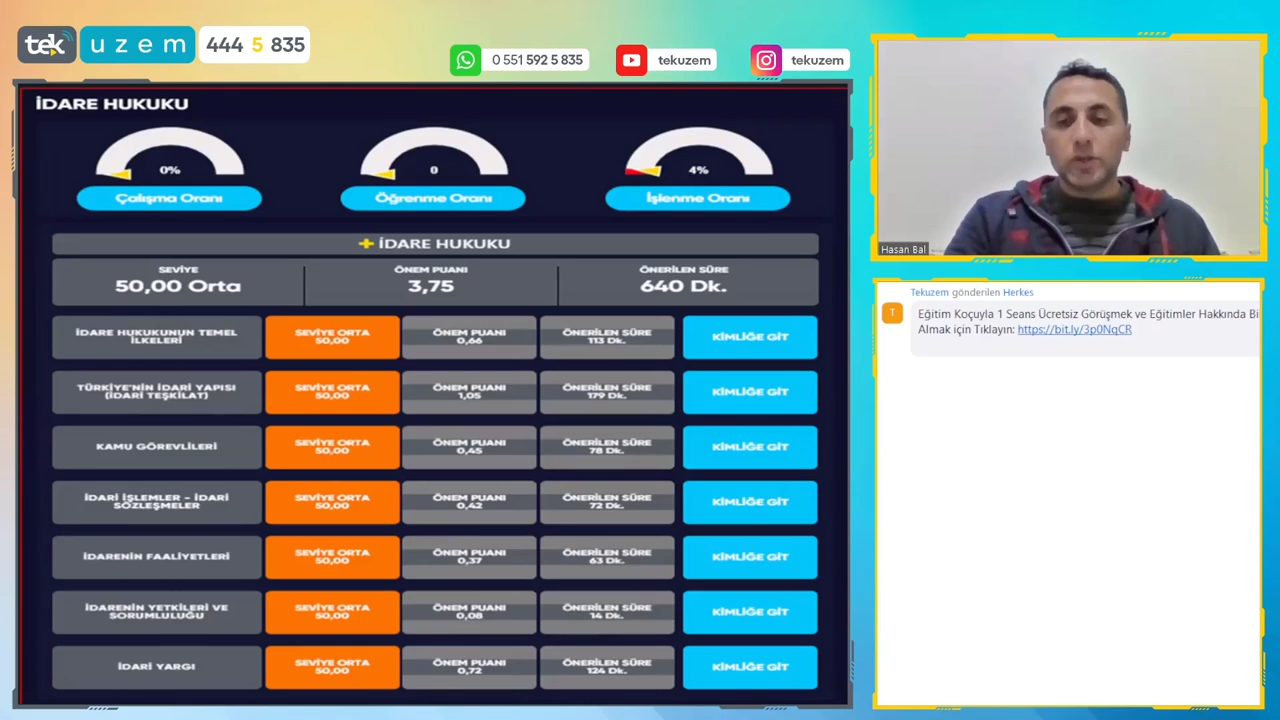 tek uzem 444 5 835
0 551 592 5 835
tekuzem
tekuzem
İDARE HUKUKU
0%
Çalışma Oranı
0
Öğrenme Oranı
4%
İşlenme Oranı
+ İDARE HUKUKU
SEVİYE
50,00 Orta
ÖNEM PUANI
3,75
ÖNERİLEN SÜRE
640 Dk.
İDARE HUKUKUNUN TEMEL
İLKELERİ
SEVİYE ORTA
50,00
ÖNEM PUANI
0,66
ÖNERİLEN SÜRE
113 Dk.
KİMLİĞE GİT
TÜRKİYE'NİN İDARİ YAPISI
(İDARİ TEŞKİLAT)
SEVİYE ORTA
50,00
ÖNEM PUANI
1,05
ÖNERİLEN SÜRE
179 Dk.
KİMLİĞE GİT
KAMU GÖREVLİLERİ
SEVİYE ORTA
50,00
ÖNEM PUANI
0,45
ÖNERİLEN SÜRE
78 Dk.
KİMLİĞE GİT
İDARİ İŞLEMLER - İDARİ
SÖZLEŞMELER
SEVİYE ORTA
50,00
ÖNEM PUANI
0,42
ÖNERİLEN SÜRE
72 Dk.
KİMLİĞE GİT
İDARENİN FAALİYETLERİ
SEVİYE ORTA
50,00
ÖNEM PUANI
0,37
ÖNERİLEN SÜRE
63 Dk.
KİMLİĞE GİT
İDARENİN YETKİLERİ VE
SORUMLULUĞU
SEVİYE ORTA
50,00
ÖNEM PUANI
0,08
ÖNERİLEN SÜRE
14 Dk.
KİMLİĞE GİT
İDARİ YARGI
SEVİYE ORTA
50,00
ÖNEM PUANI
0,72
ÖNERİLEN SÜRE
124 Dk.
KİMLİĞE GİT
Hasan Bal
Tekuzem gönderilen Herkes
T
Eğitim Koçuyla 1 Seans Ücretsiz Görüşmek ve Eğitimler Hakkında Bi
Almak için Tıklayın: https://bit.ly/3p0NqCR